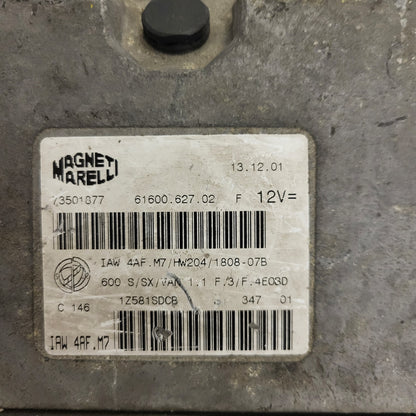 MAGNETI
MARELLI
13.12.01
73501877 61600.627.02 F 12V=
IAW 4AF.M7/HW204/1808-07B
600 S/SX/VAN 1.1 F.3/F.4E03D
C 146 1Z581SDC8 347 01
IAW 4AF.M7